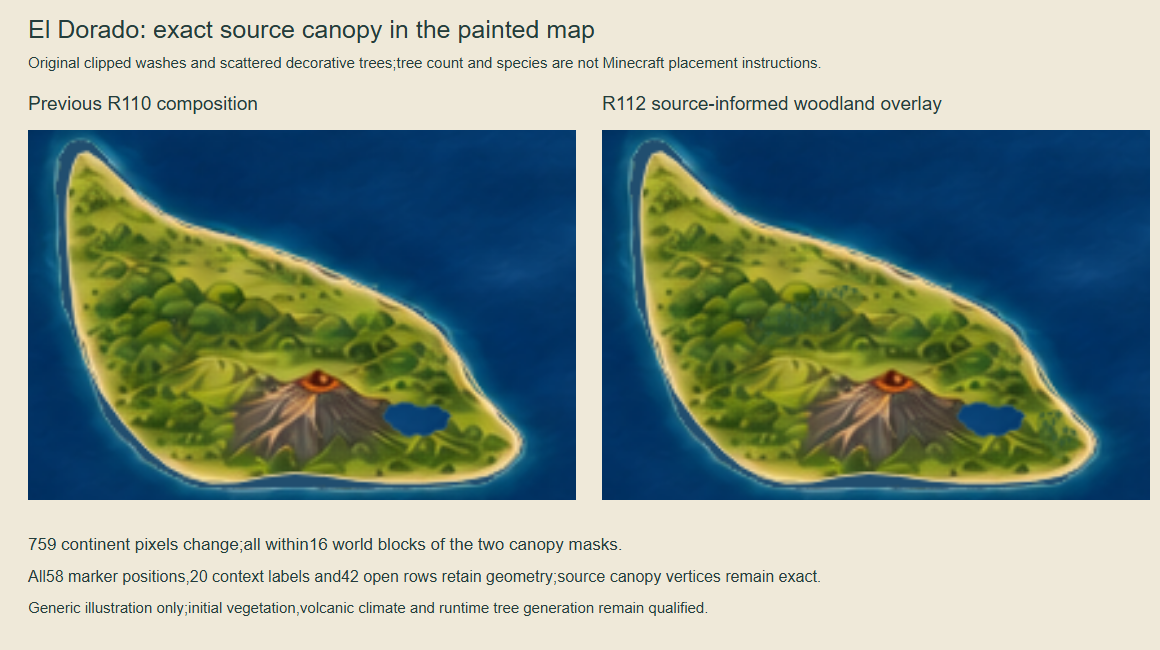 El Dorado: exact source canopy in the painted map
Original clipped washes and scattered decorative trees;tree count and species are not Minecraft placement instructions.
Previous R110 composition
R112 source-informed woodland overlay
759 continent pixels change;all within16 world blocks of the two canopy masks.
All58 marker positions,20 context labels and42 open rows retain geometry;source canopy vertices remain exact.
Generic illustration only;initial vegetation,volcanic climate and runtime tree generation remain qualified.